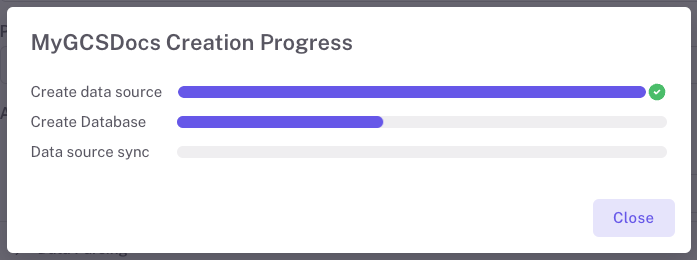 MyGCSDocs Creation Progress
Create data source
Create Database
Data source sync
Close